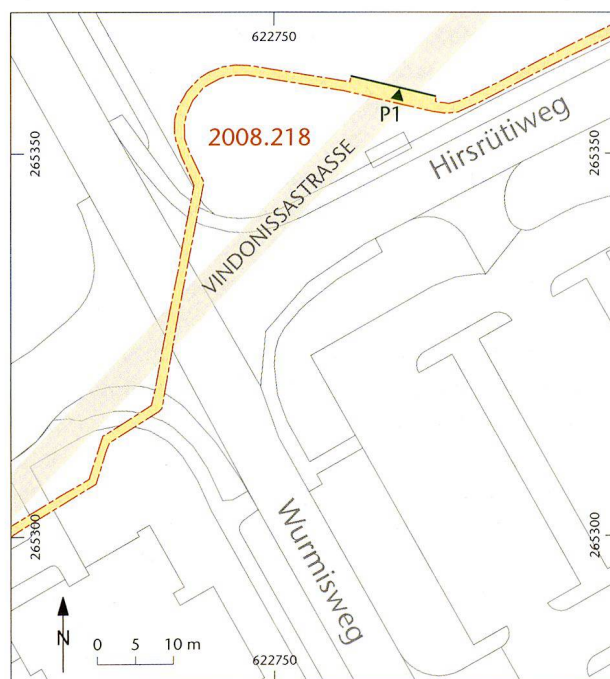 622750
265350
2008.218
P1
Hirsrütiweg
265350
VINDONISSASTRASSE
265300
Wurmisweg
265300
N
0 5 10 m
622750